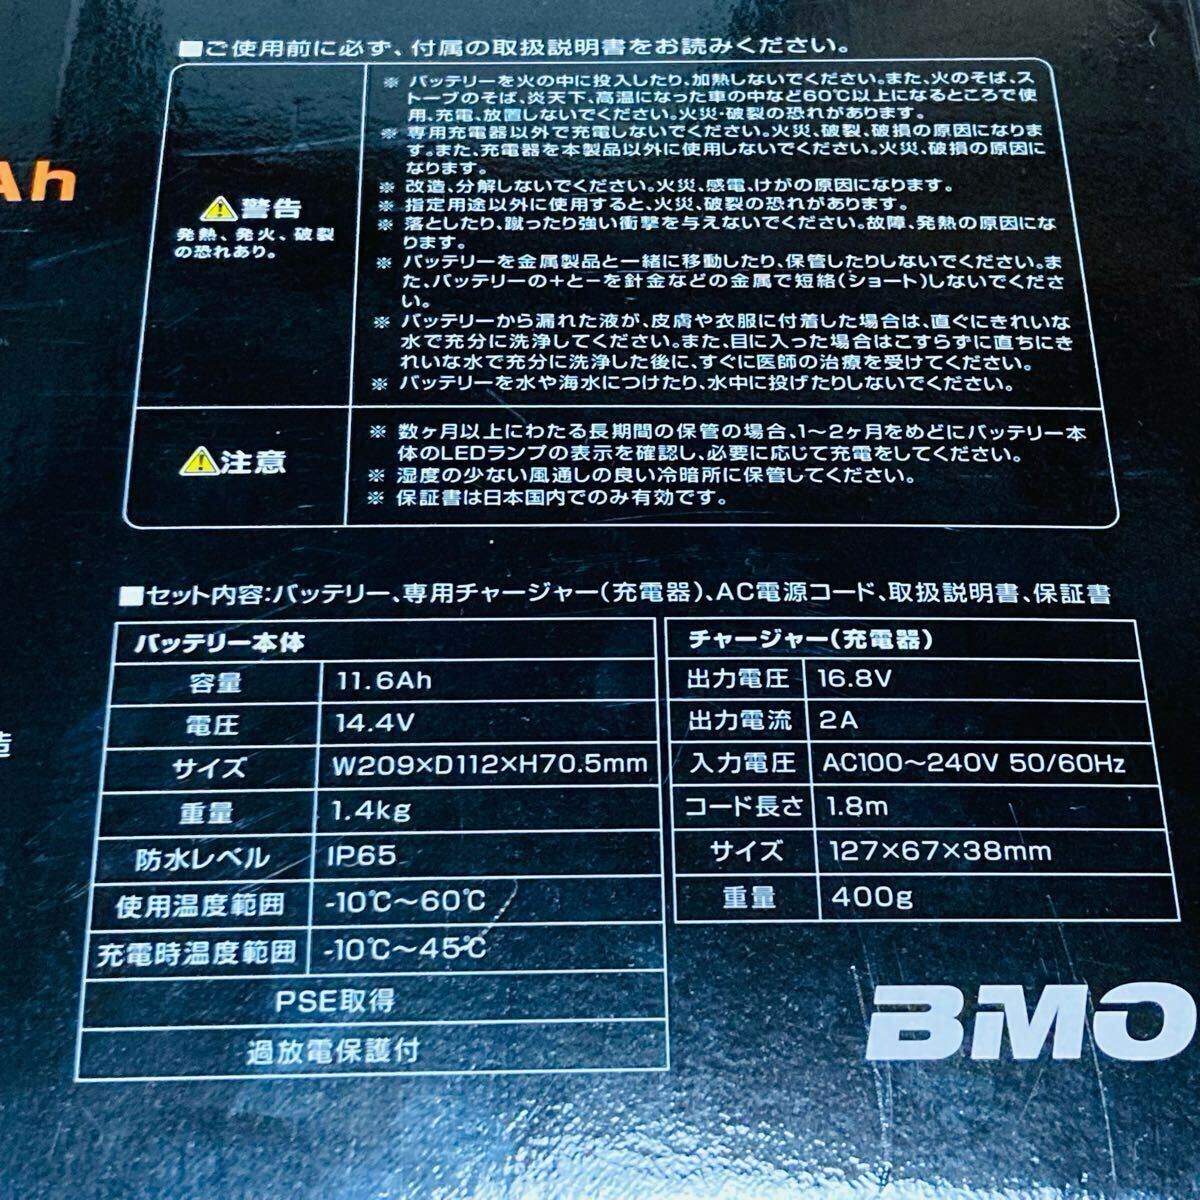 ■ご使用前に必ず、付属の取扱説明書をお読みください。
Ah
警告
発熱、発火、破裂
の恐れあり。
※ バッテリーを火の中に投入したり、加熱しないでください。また、火のそば、ス
トーブのそば、炎天下、高温になった車の中など60℃以上になるところで使
用、充電、放置しないでください。火災・破裂の恐れがあります。
※ 専用充電器以外で充電しないでください。火災、破裂、破損の原因になりま
す。また、充電器を本製品以外に使用しないでください。火災、破損の原因に
なります。
※ 改造、分解しないでください。火災、感電、けがの原因になります。
※ 指定用途以外に使用すると、火災、破裂の恐れがあります。
※ 落としたり、蹴ったり強い衝撃を与えないでください。故障、発熱の原因にな
ります。
※ バッテリーを金属製品と一緒に移動したり、保管したりしないでください。ま
た、バッテリーの＋と－を針金などの金属で短絡（ショート）しないでくださ
い。
※ バッテリーから漏れた液が、皮膚や衣服に付着した場合は、直ぐにきれいな
水で充分に洗浄してください。また、目に入った場合はこすらずに直ちにき
れいな水で充分に洗浄した後に、すぐに医師の治療を受けてください。
※ バッテリーを水や海水につけたり、水中に投げたりしないでください。
注意
※ 数ヶ月以上にわたる長期間の保管の場合、1～2ヶ月をめどにバッテリー本
体のLEDランプの表示を確認し、必要に応じて充電をしてください。
※ 湿度の少ない風通しの良い冷暗所に保管してください。
※ 保証書は日本国内でのみ有効です。
■セット内容：バッテリー、専用チャージャー（充電器）、AC電源コード、取扱説明書、保証書
バッテリー本体
容量 11.6Ah
電圧 14.4V
サイズ W209×D112×H70.5mm
重量 1.4kg
防水レベル IP65
使用温度範囲 -10℃～60℃
充電時温度範囲 -10℃～45℃
PSE取得
過放電保護付
チャージャー（充電器）
出力電圧 16.8V
出力電流 2A
入力電圧 AC100～240V 50/60Hz
コード長さ 1.8m
サイズ 127×67×38mm
重量 400g
造
BMO